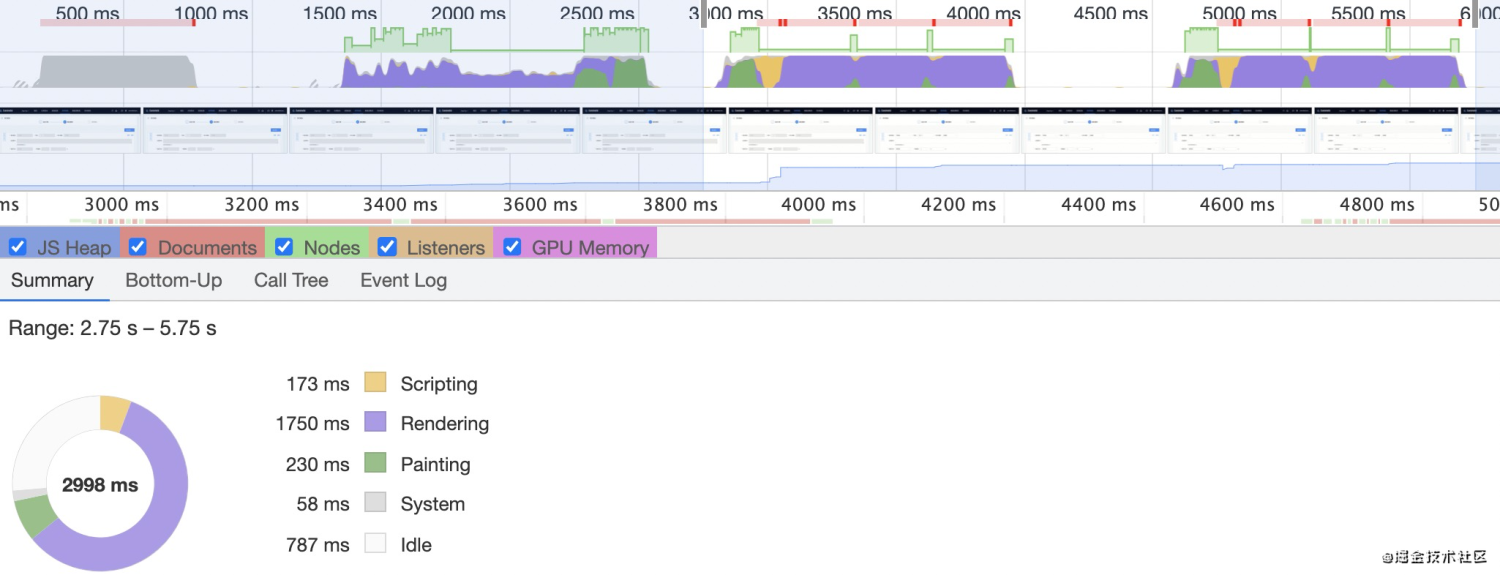 500 ms 1000 ms 1500 ms 2000 ms 2500 ms 3000 ms 3500 ms 4000 ms 4500 ms 5000 ms 5500 ms 6000
ms 3000 ms 3200 ms 3400 ms 3600 ms 3800 ms 4000 ms 4200 ms 4400 ms 4600 ms 4800 ms 50
JS Heap Documents Nodes Listeners GPU Memory
Summary Bottom-Up Call Tree Event Log
Range: 2.75 s – 5.75 s
173 ms Scripting
1750 ms Rendering
230 ms Painting
2998 ms
58 ms System
787 ms Idle
@掘金技术社区